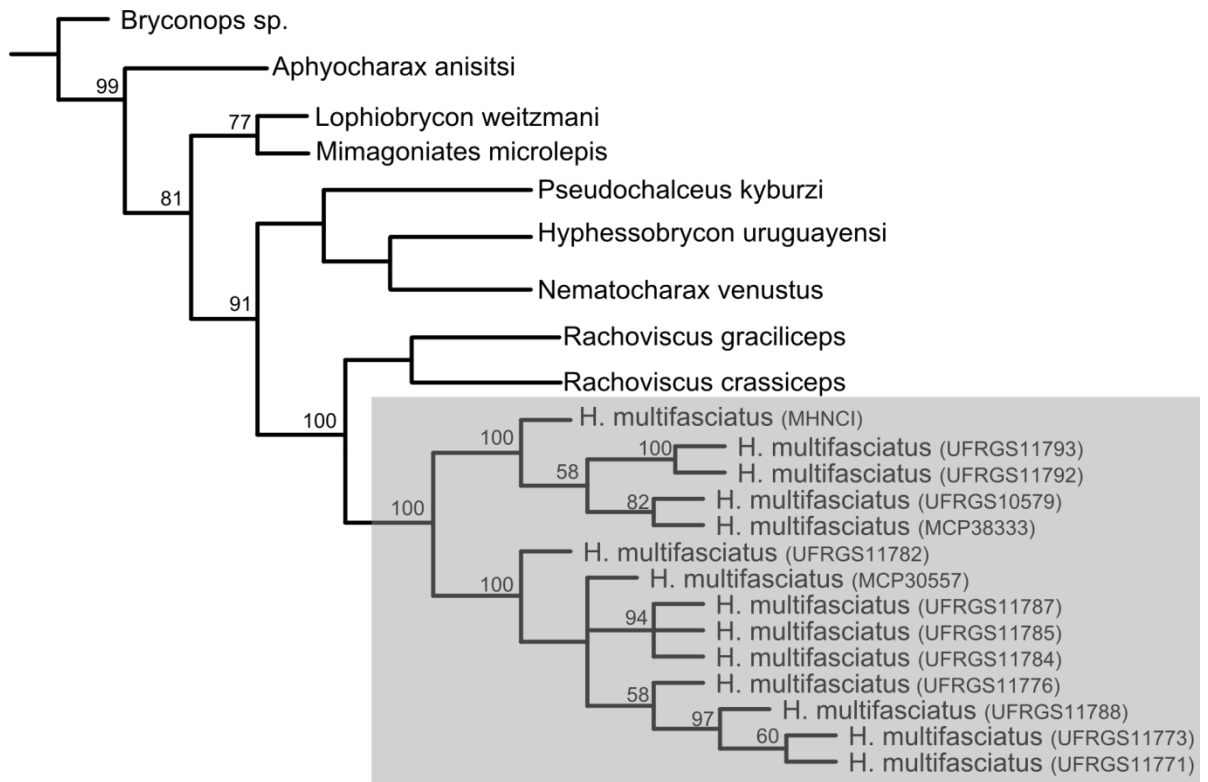 Bryconops sp.
Aphyocharax anisitsi
99
Lophiobrycon weitzmani
77
Mimagoniates microlepis
Pseudochalceus kyburzi
81
Hyphessobrycon uruguayensi
Nematocharax venustus
91
Rachoviscus graciliceps
Rachoviscus crassiceps
100
H. multifasciatus (MHNCI)
100
H. multifasciatus (UFRGS11793)
100
H. multifasciatus (UFRGS11792)
58
H. multifasciatus (UFRGS10579)
82
H. multifasciatus (MCP38333)
100
H. multifasciatus (UFRGS11782)
H. multifasciatus (MCP30557)
100
H. multifasciatus (UFRGS11787)
94
H. multifasciatus (UFRGS11785)
H. multifasciatus (UFRGS11784)
H. multifasciatus (UFRGS11776)
58
H. multifasciatus (UFRGS11788)
97
H. multifasciatus (UFRGS11773)
60
H. multifasciatus (UFRGS11771)